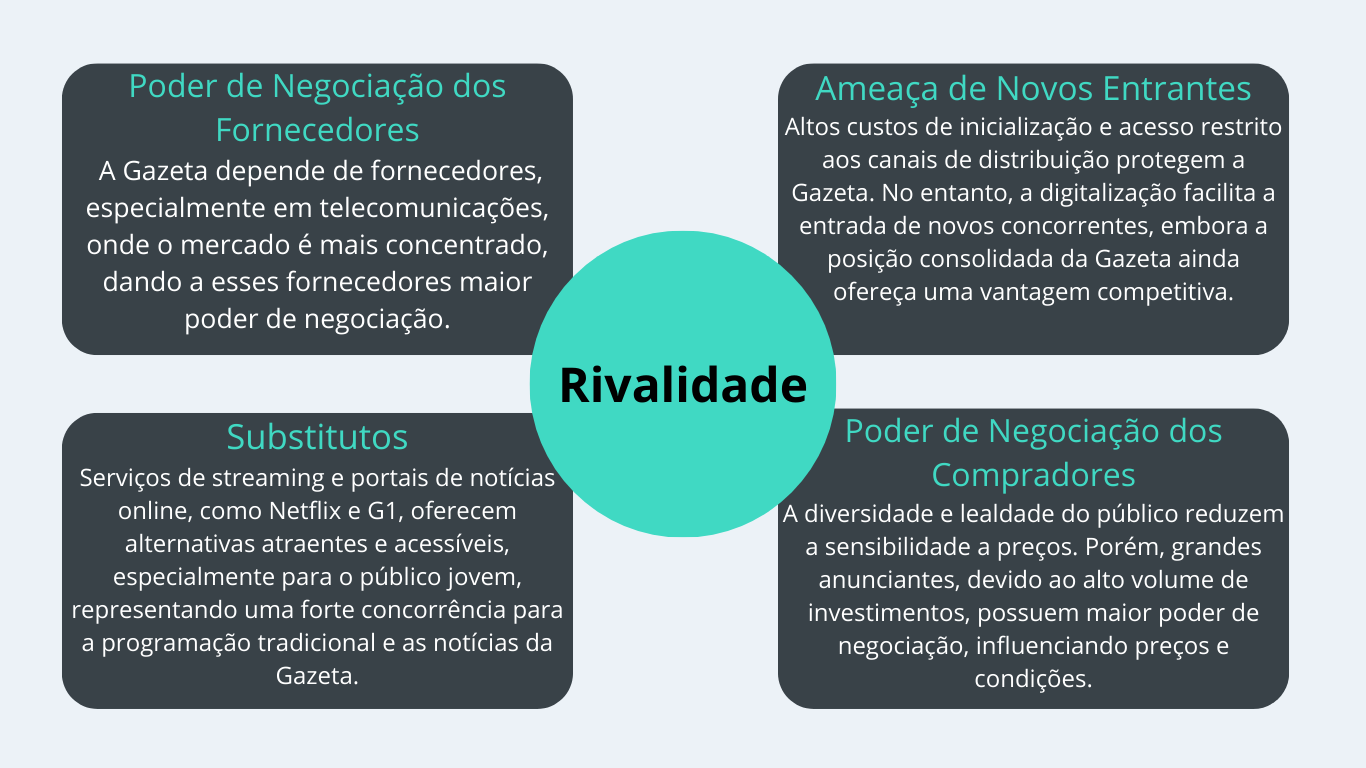 Poder de Negociação dos
Fornecedores
A Gazeta depende de fornecedores,
especialmente em telecomunicações,
onde o mercado é mais concentrado,
dando a esses fornecedores maior
poder de negociação.
Ameaça de Novos Entrantes
Altos custos de inicialização e acesso restrito
aos canais de distribuição protegem a
Gazeta. No entanto, a digitalização facilita a
entrada de novos concorrentes, embora a
posição consolidada da Gazeta ainda
ofereça uma vantagem competitiva.
Rivalidade
Substitutos
Serviços de streaming e portais de notícias
online, como Netflix e G1, oferecem
alternativas atraentes e acessíveis,
especialmente para o público jovem,
representando uma forte concorrência para
a programação tradicional e as notícias da
Gazeta.
Poder de Negociação dos
Compradores
A diversidade e lealdade do público reduzem
a sensibilidade a preços. Porém, grandes
anunciantes, devido ao alto volume de
investimentos, possuem maior poder de
negociação, influenciando preços e
condições.